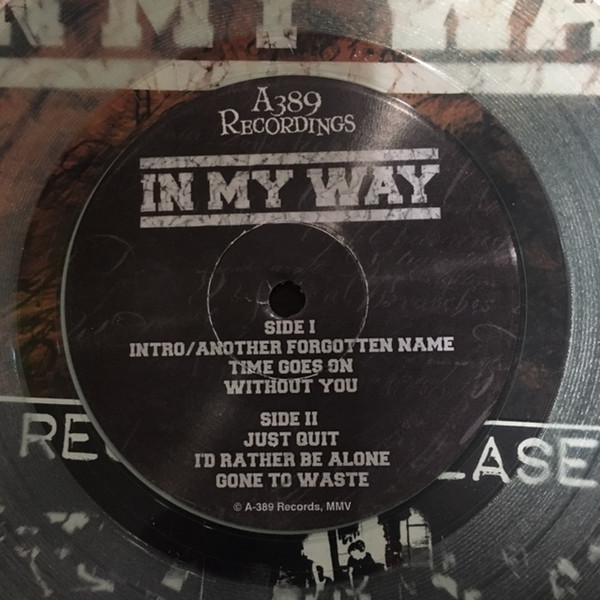 A389
RECORDINGS
IN MY WAY
SIDE I
INTRO/ANOTHER FORGOTTEN NAME
TIME GOES ON
WITHOUT YOU
SIDE II
JUST QUIT
I'D RATHER BE ALONE
GONE TO WASTE
© A-389 Records, MMV